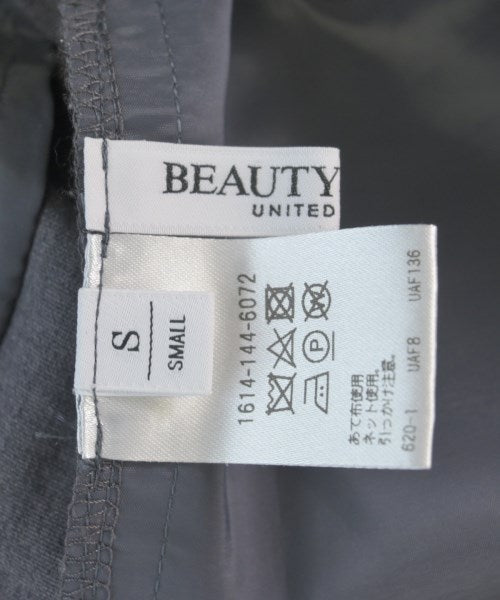 BEAUTY
UNITED
S
SMALL
1614-144-6072
P
W
あて布使用
ネット使用。
引っかけ注意。
620-1 UAF8 UAF136